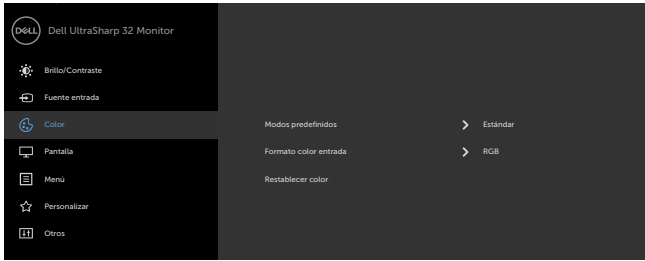 DELL Dell UltraSharp 32 Monitor
Brillo/Contraste
Fuente entrada
Color
Modos predefinidos Estándar
Pantalla
Formato color entrada RGB
Menú
Restablecer color
Personalizar
Otros